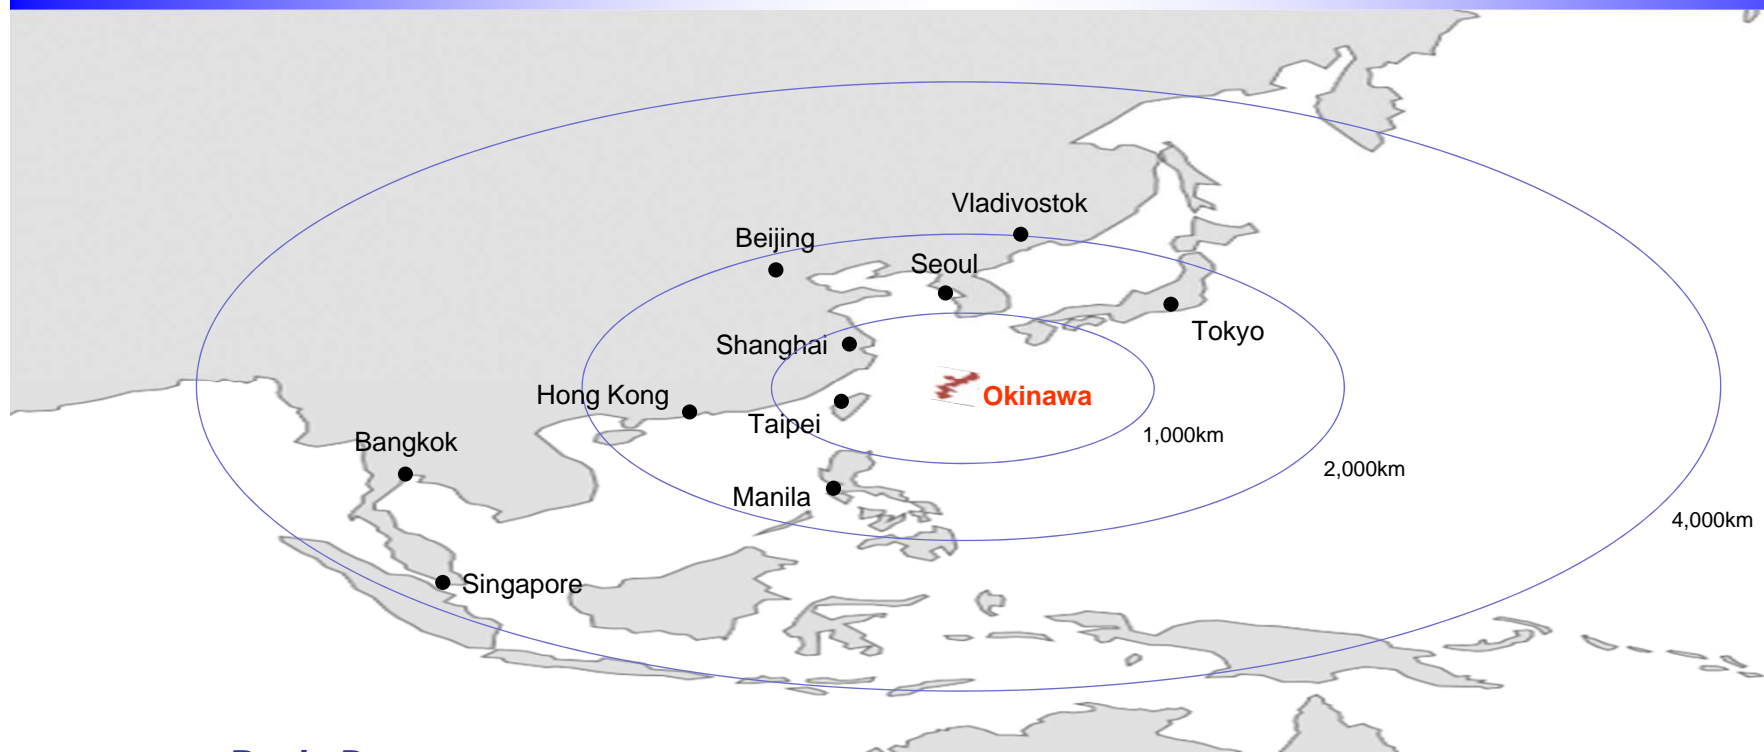 Vladivostok
Beijing
Seoul
Tokyo
Shanghai
Hong Kong
Okinawa
Taipei
1,000km
Bangkok
2,000km
Manila
4,000km
Singapore